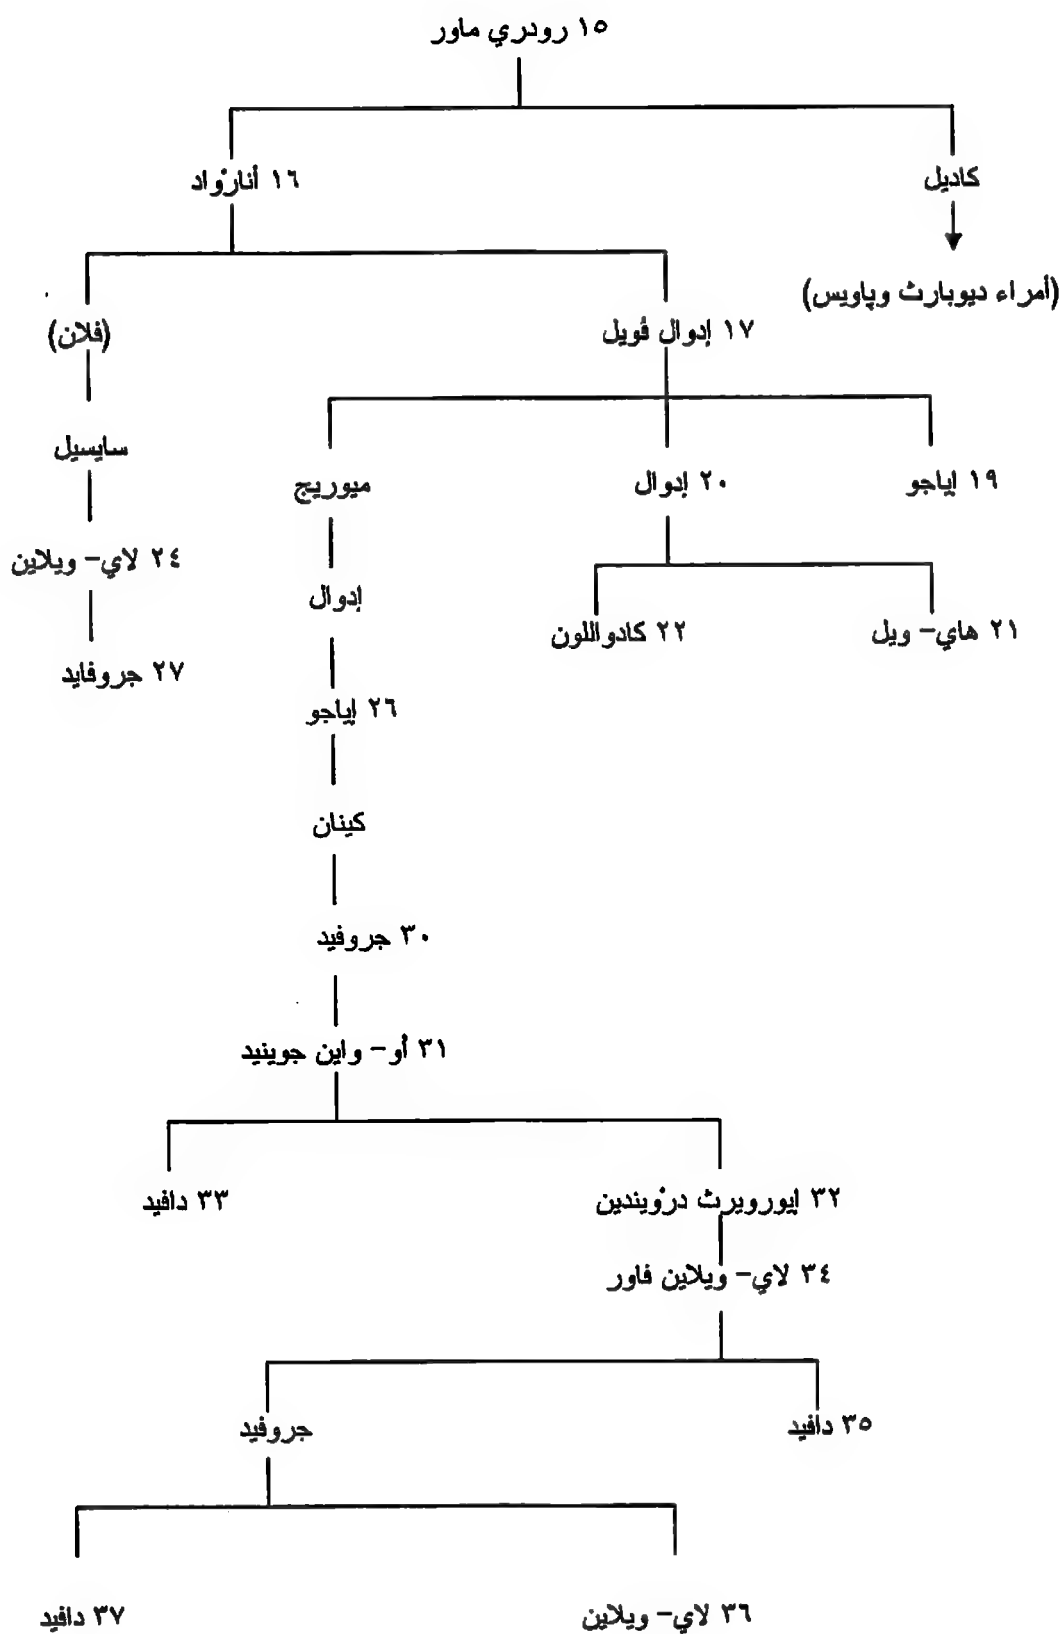 ١٥ رودري ماور
كاديل
١٦ أنارْواد
(أمراء ديوبارث وپاويس)
١٧ إدوال ڤويل
(فلان)
سايسيل
١٩ إياجو
٢٠ إدوال
ميوريج
٢٤ لاي- ويلاين
إدوال
٢١ هاي- ويل
٢٢ كادواللون
٢٧ جروفايد
٢٦ إياجو
كينان
٣٠ جروفيد
٣١ أو- واين جوينيد
٣٢ إيورويرث درْويندين
٣٣ دافيد
٣٤ لاي- ويلاين فاور
٣٥ دافيد
جروفيد
٣٦ لاي- ويلاين
٣٧ دافيد